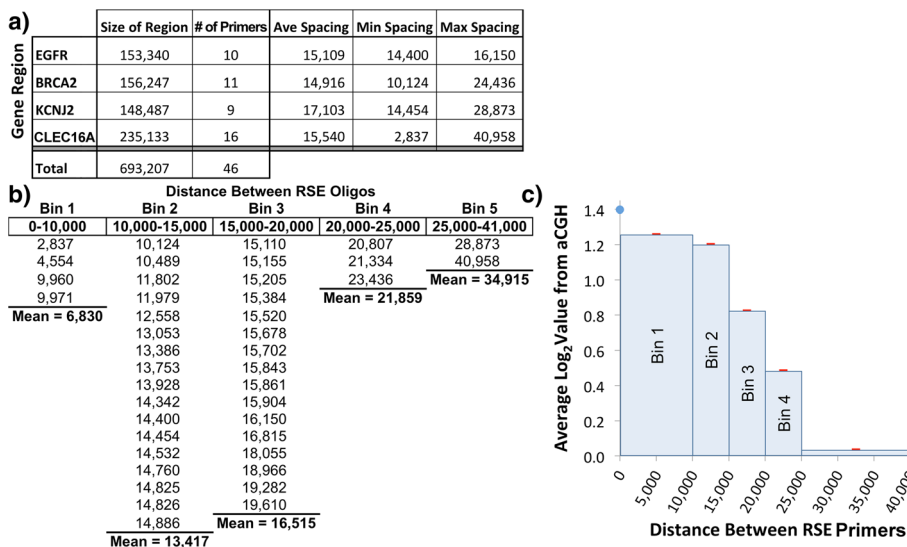 a)
Size of Region # of Primers Ave Spacing Min Spacing Max Spacing
Gene Region
EGFR 153,340 10 15,109 14,400 16,150
BRCA2 156,247 11 14,916 10,124 24,436
KCNJ2 148,487 9 17,103 14,454 28,873
CLEC16A 235,133 16 15,540 2,837 40,958
Total 693,207 46
b)
Distance Between RSE Oligos
Bin 1 Bin 2 Bin 3 Bin 4 Bin 5
0-10,000 10,000-15,000 15,000-20,000 20,000-25,000 25,000-41,000
2,837 10,124 15,110 20,807 28,873
4,554 10,489 15,155 21,334 40,958
9,960 11,802 15,205 23,436 Mean = 34,915
9,971 11,979 15,384 Mean = 21,859
Mean = 6,830 12,558 15,520
13,053 15,678
13,386 15,702
13,753 15,843
13,928 15,861
14,342 15,904
14,400 16,150
14,454 16,815
14,532 18,055
14,760 18,966
14,825 19,282
14,826 19,610
14,886 Mean = 16,515
Mean = 13,417
c)
Average Log2Value from aCGH
1.4
1.2
1.0
0.8
0.6
0.4
0.2
0.0
Bin 1
Bin 2
Bin 3
Bin 4
0 5,000 10,000 15,000 20,000 25,000 30,000 35,000 40,00
Distance Between RSE Primers